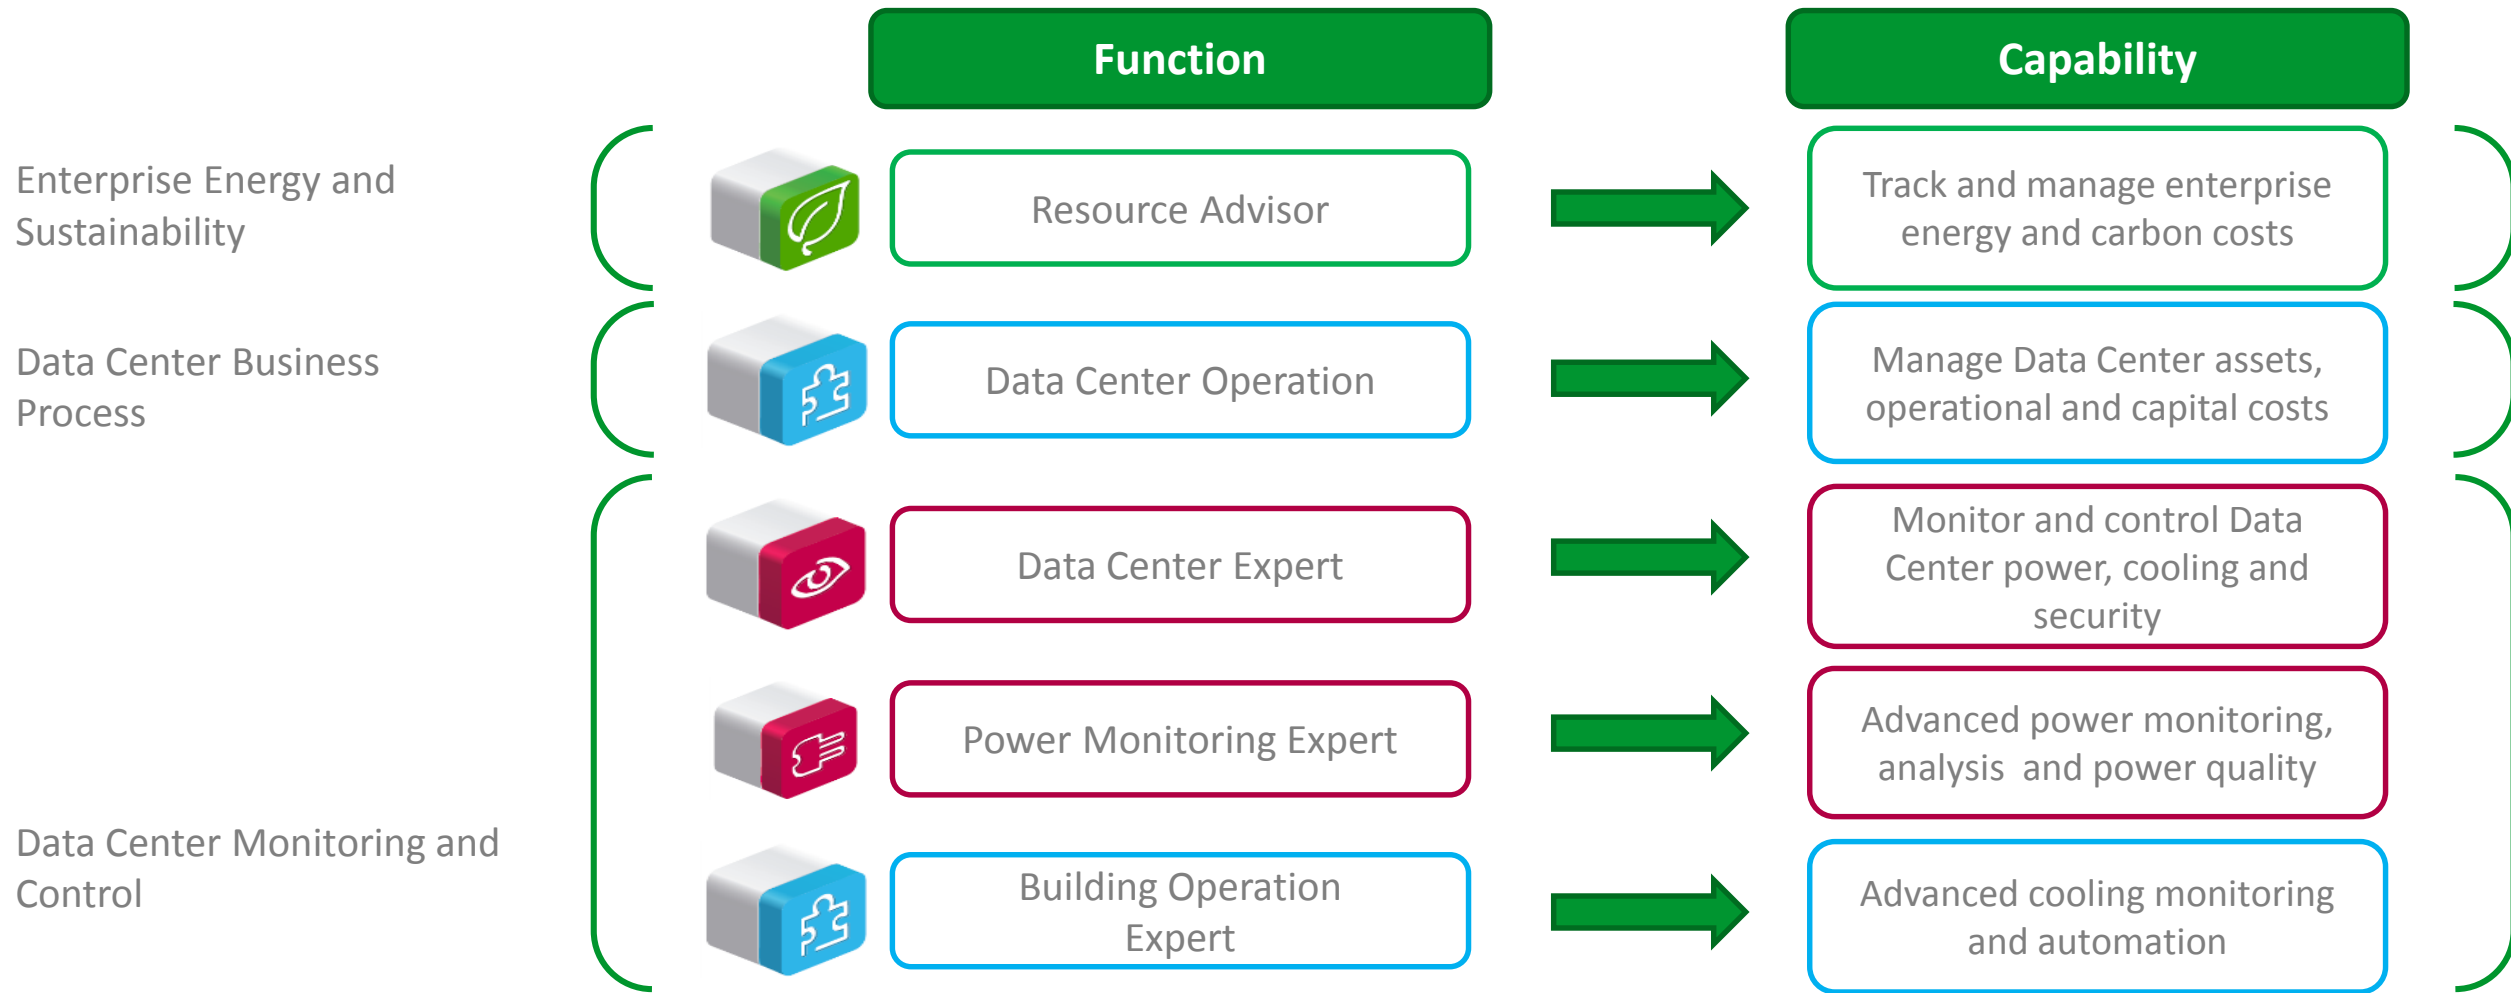 Function
Capability
Enterprise Energy and
Sustainability
Resource Advisor
Track and manage enterprise
energy and carbon costs
Data Center Business
Process
Data Center Operation
Manage Data Center assets,
operational and capital costs
Data Center Expert
Monitor and control Data
Center power, cooling and
security
Power Monitoring Expert
Advanced power monitoring,
analysis  and power quality
Data Center Monitoring and
Control
Building Operation
Expert
Advanced cooling monitoring
and automation